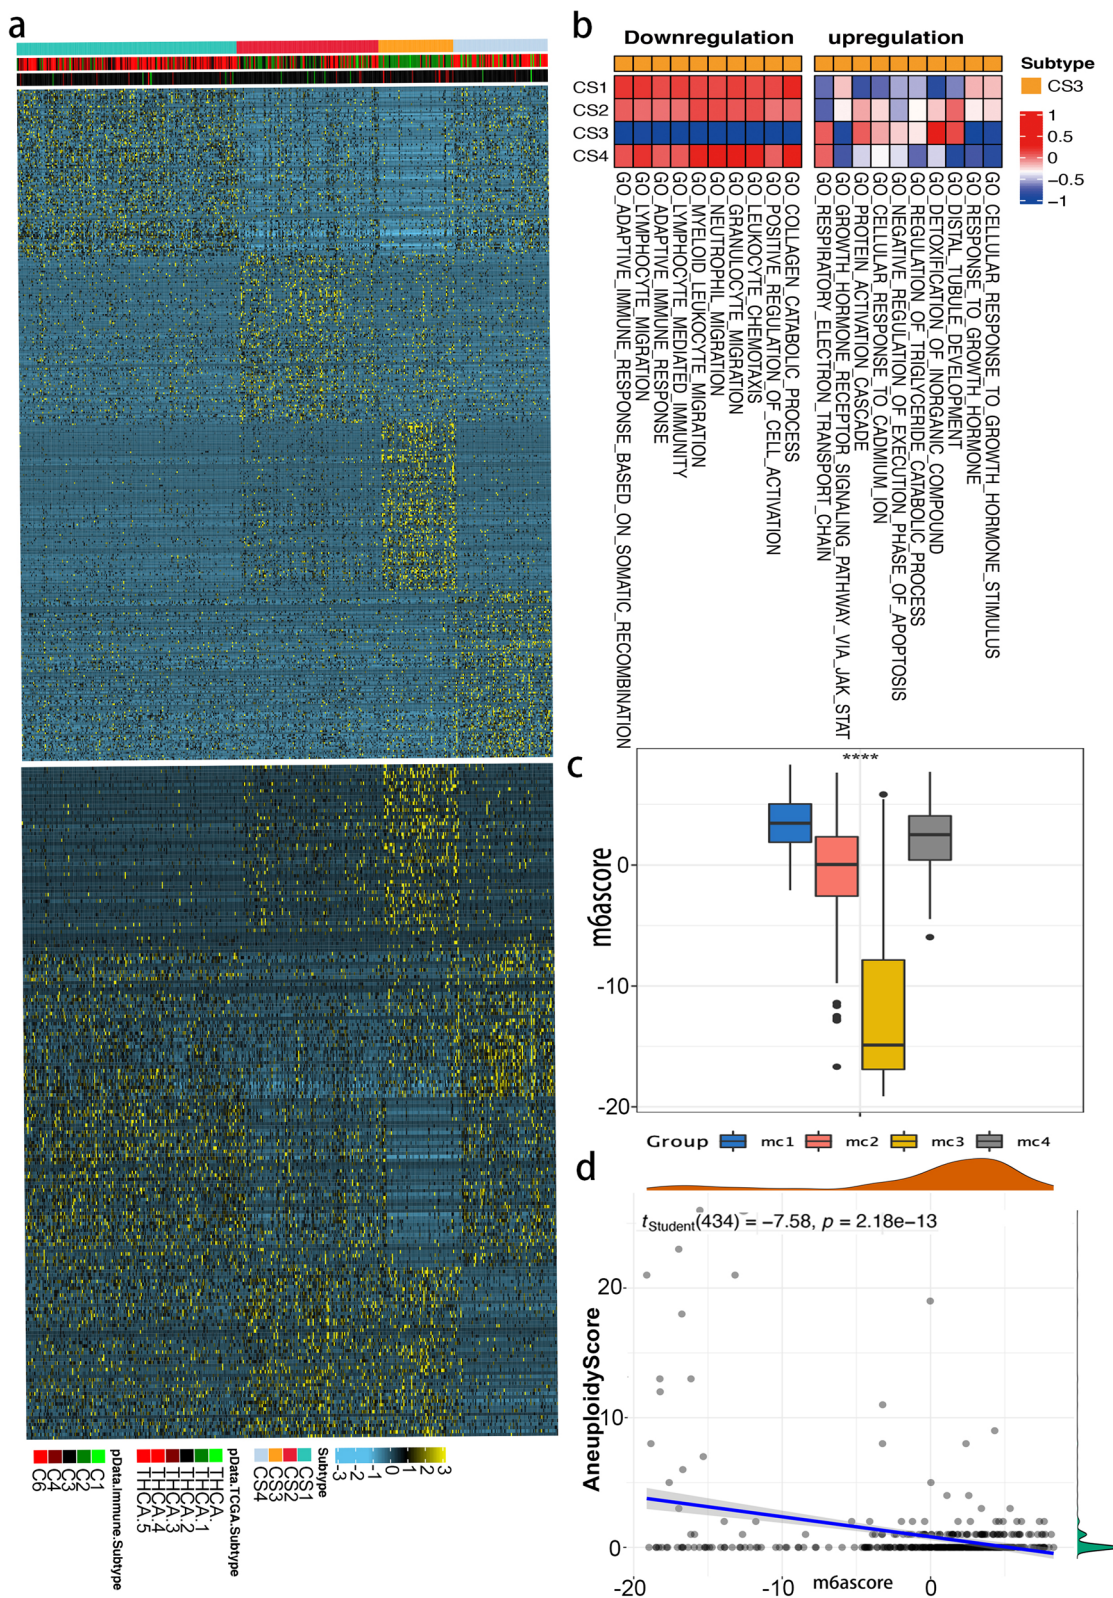 a
b
Downregulation
upregulation
CS1
CS2
CS3
CS4
Subtype
CS3
1
0.5
0
−0.5
−1
GO_ADAPTIVE_IMMUNE_RESPONSE_BASED_ON_SOMATIC_RECOMBINATION
GO_LYMPHOCYTE_MIGRATION
GO_ADAPTIVE_IMMUNE_RESPONSE
GO_LYMPHOCYTE_MEDIATED_IMMUNITY
GO_MYELOID_LEUKOCYTE_MIGRATION
GO_NEUTROPHIL_MIGRATION
GO_GRANULOCYTE_MIGRATION
GO_LEUKOCYTE_CHEMOTAXIS
GO_POSITIVE_REGULATION_OF_CELL_ACTIVATION
GO_COLLAGEN_CATABOLIC_PROCESS
GO_RESPIRATORY_ELECTRON_TRANSPORT_CHAIN
GO_GROWTH_HORMONE_RECEPTOR_SIGNALING_PATHWAY_VIA_JAK_STAT
GO_PROTEIN_ACTIVATION_CASCADE
GO_CELLULAR_RESPONSE_TO_CADMIUM_ION
GO_NEGATIVE_REGULATION_OF_EXECUTION_PHASE_OF_APOPTOSIS
GO_REGULATION_OF_TRIGLYCERIDE_CATABOLIC_PROCESS
GO_DETOXIFICATION_OF_INORGANIC_COMPOUND
GO_DISTAL_TUBULE_DEVELOPMENT
GO_RESPONSE_TO_GROWTH_HORMONE
GO_CELLULAR_RESPONSE_TO_GROWTH_HORMONE_STIMULUS
c
****
m6ascore
0
-10
-20
Group mc1 mc2 mc3 mc4
d
tStudent(434) = −7.58, p = 2.18e−13
AneuploidyScore
20
10
0
-20 -10 0
m6ascore
3
2
1
0
-1
-2
-3
Subtype
CS1
CS2
CS3
CS4
pData.TCGA.Subtype
THCA.
THCA.1
THCA.2
THCA.3
THCA.4
THCA.5
pData.Immune.Subtype
C1
C2
C3
C4
C6